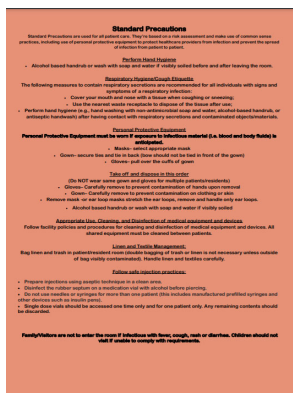 Standard Precautions
Standard Precautions are used for all patient care. They're based on a risk assessment and make use of common sense
practices, including use of personal protective equipment to protect healthcare providers from infection and prevent the spread
of infection from patient to patient.
Perform Hand Hygiene
• Alcohol based handrub or wash with soap and water if visibly soiled before and after leaving the room.
Respiratory Hygiene/Cough Etiquette
The following measures to contain respiratory secretions are recommended for all individuals with signs and
symptoms of a respiratory infection:
• Cover your mouth and nose with a tissue when coughing or sneezing;
• Use the nearest waste receptacle to dispose of the tissue after use;
• Perform hand hygiene (e.g., hand washing with non-antimicrobial soap and water, alcohol-based handrub, or
antiseptic handwash) after having contact with respiratory secretions and contaminated objects/materials.
Personal Protective Equipment
Personal Protective Equipment must be worn if exposure to infectious material (i.e. blood and body fluids) is
anticipated.
• Masks- select appropriate mask
• Gown- secure ties and tie in back (bow should not be tied in front of the gown)
• Gloves- pull over the cuffs of gown
Take off and disclose in this order
(Do NOT wear same gown and gloves for multiple patients/residents)
• Gloves- Carefully remove to prevent contamination of hands upon removal
• Gown- Carefully remove to prevent contamination on clothing or skin
• Remove mask -or war loop masks stretch the ear loops, remove and handle only ear loops.
• Alcohol based handrub or wash with soap and water if visibly soiled
Appropriate Use, Cleaning, and Disinfection of medical equipment and devices
Follow facility policies and procedures for cleaning and disinfection of medical equipment and devices. All
shared equipment must be cleaned between patients.
Linen and Textile Management:
Bag linen and trash in patient/resident room (double bagging of trash or linen is not necessary unless outside
of bag visibly contaminated). Handle linen and textiles carefully.
Follow safe injection practices:
• Prepare injections using aseptic technique in a clean area.
• Disinfect the rubber septum on a medication vial with alcohol before piercing.
• Do not use needles or syringes for more than one patient (this includes manufactured prefilled syringes and
other devices such as insulin pens).
• Single dose vials should be accessed one time only and for one patient only. Any remaining contents should
be discarded.
Family/Visitors are not to enter the room if infectious with fever, cough, rash or diarrhea. Children should not
visit if unable to comply with requirements.